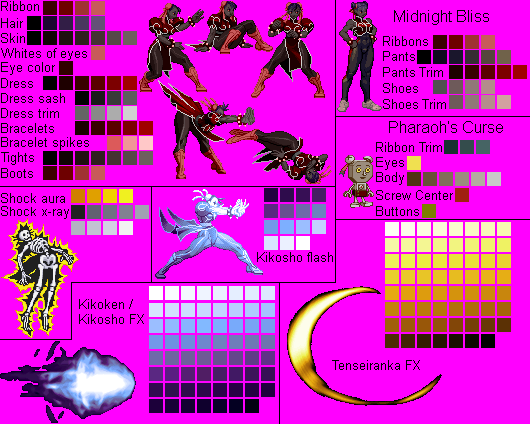 Ribbon
Hair
Skin
Whites of eyes
Eye color
Dress
Dress sash
Dress trim
Bracelets
Bracelet spikes
Tights
Boots
Midnight Bliss
Ribbons
Pants
Pants Trim
Shoes
Shoes Trim
Pharaoh's Curse
Ribbon Trim
Eyes
Body
Screw Center
Buttons
Shock aura
Shock x-ray
Kikosho flash
Kikoken /
Kikosho FX
Tenseiranka FX